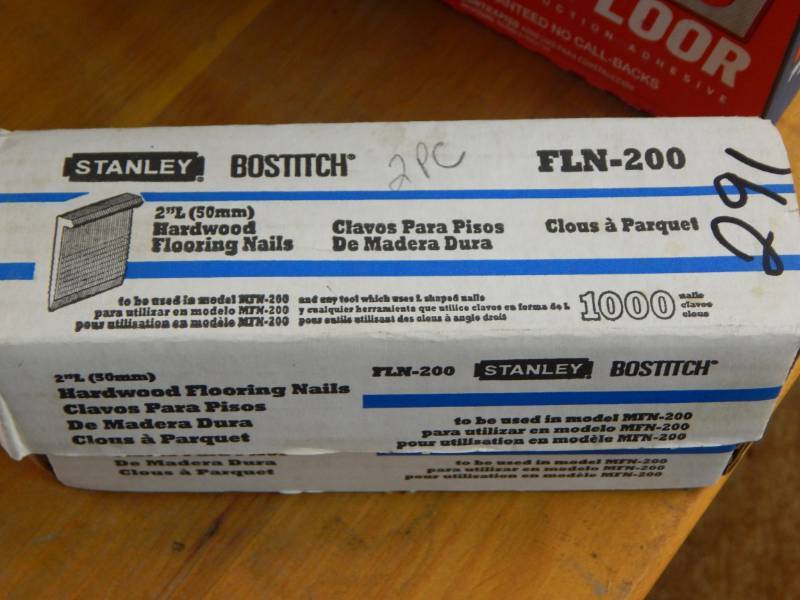 LOOR
GUARANTEED NO CALL-BACKS
ADHESIVE
STANLEY BOSTITCH 2 PC FLN-200
291
2"L (50mm)
Hardwood
Flooring Nails
Clavos Para Pisos
De Madera Dura
Clous à Parquet
to be used in model MFN-200 and any tool which uses L shaped nails
para utilizar en modelo MFN-200 y cualquier herramienta que utilice clavos en forma de L
pour utilisation en modèle MFN-200 pous outils utilisant des clous à angle droit
1000 nails
clavos
clous
2"L (50mm)
Hardwood Flooring Nails
Clavos Para Pisos
De Madera Dura
Clous à Parquet
FLN-200 STANLEY BOSTITCH
to be used in model MFN-200
para utilizar en modelo MFN-200
pour utilisation en modèle MFN-200
De Madera Dura
Clous à Parquet
to be used in model MFN-200
para utilizar en modelo MFN-200
pour utilisation en modèle MFN-200